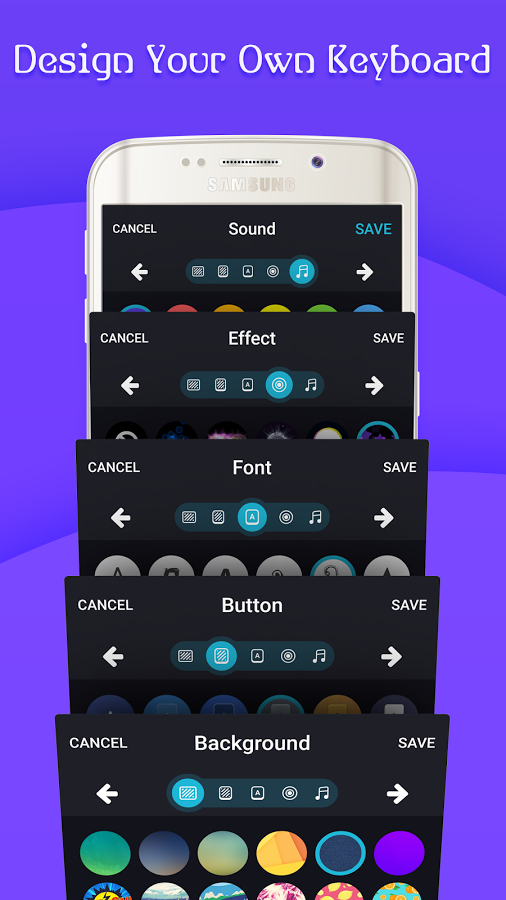 Design Your Own Keyboard
SAMSUNG
CANCEL Sound SAVE
CANCEL Effect SAVE
A
CANCEL Font SAVE
A
CANCEL Button SAVE
A
CANCEL Background SAVE
A